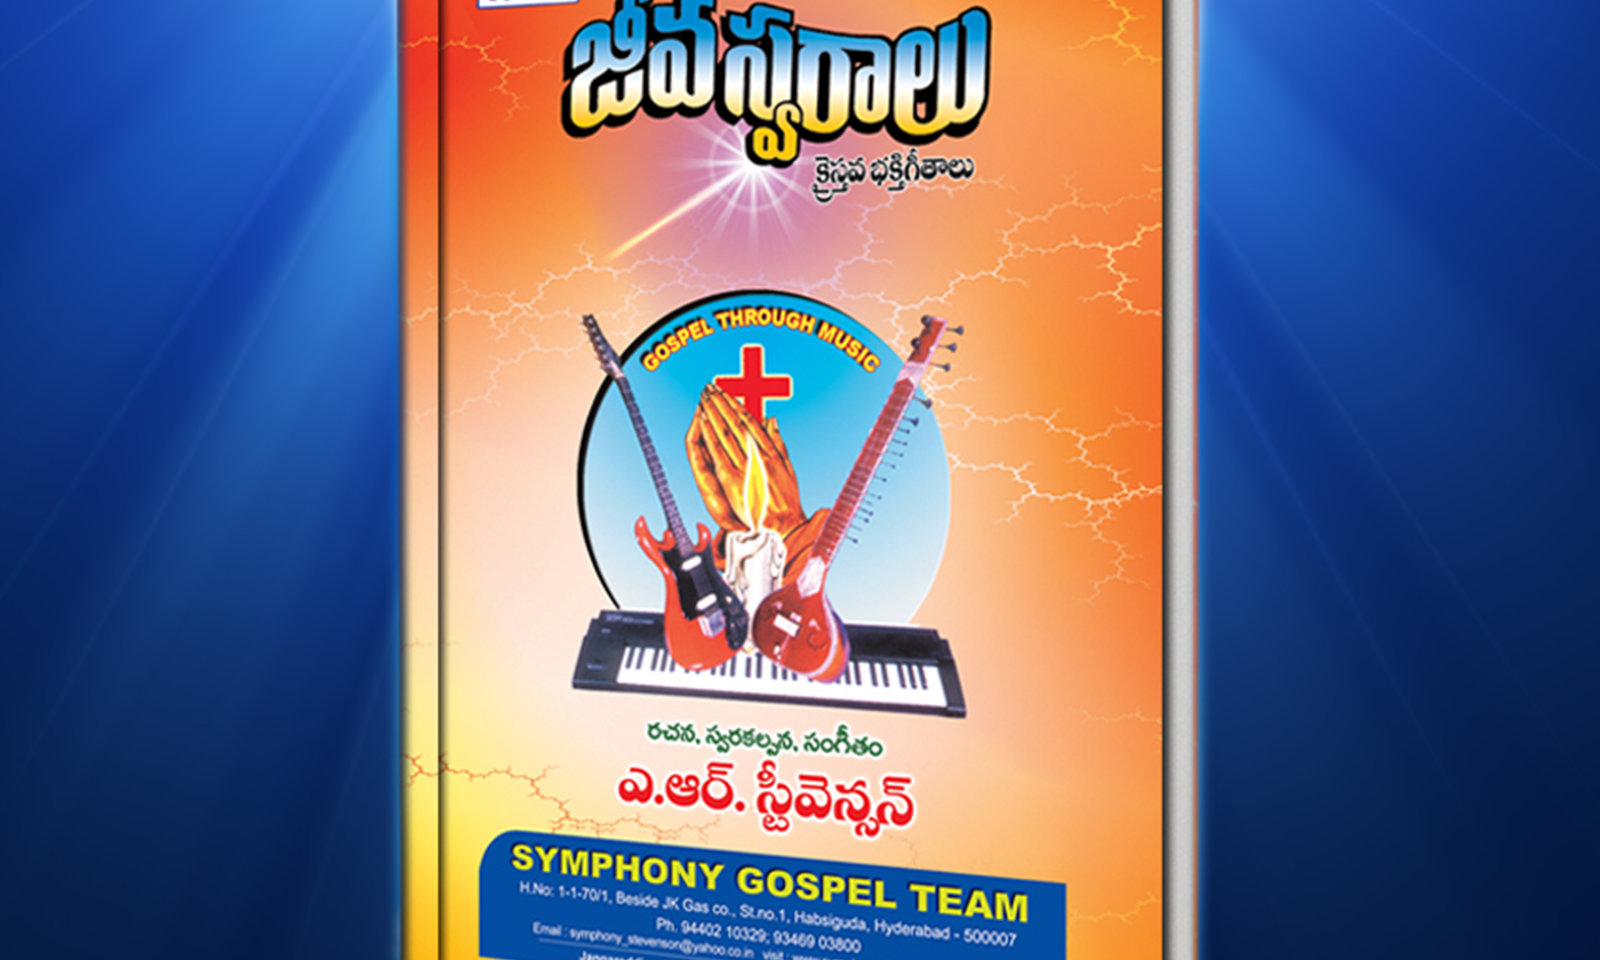 జీవస్వరాలు
క్రైస్తవ భక్తిగీతాలు
GOSPEL THROUGH MUSIC
రచన, స్వరకల్పన, సంగీతం
ఎ.ఆర్. స్టీవెన్సన్
SYMPHONY GOSPEL TEAM
H.No: 1-1-70/1, Beside JK Gas co., St.no.1, Habsiguda, Hyderabad - 500007
Ph. 94402 10329; 93469 03800
Email : symphony_stevenson@yahoo.co.in visit :